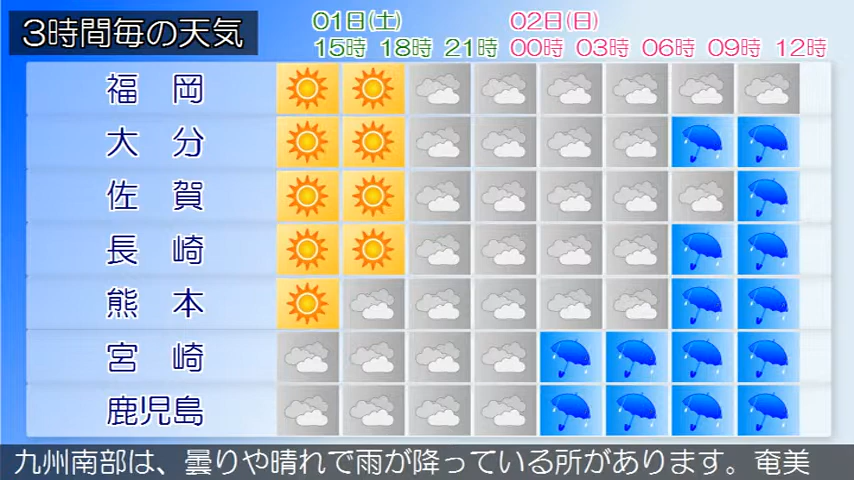 3時間毎の天気
01日(土) 02日(日)
15時 18時 21時 00時 03時 06時 09時 12時
福岡
大分
佐賀
長崎
熊本
宮崎
鹿児島
九州南部は、曇りや晴れで雨が降っている所があります。奄美